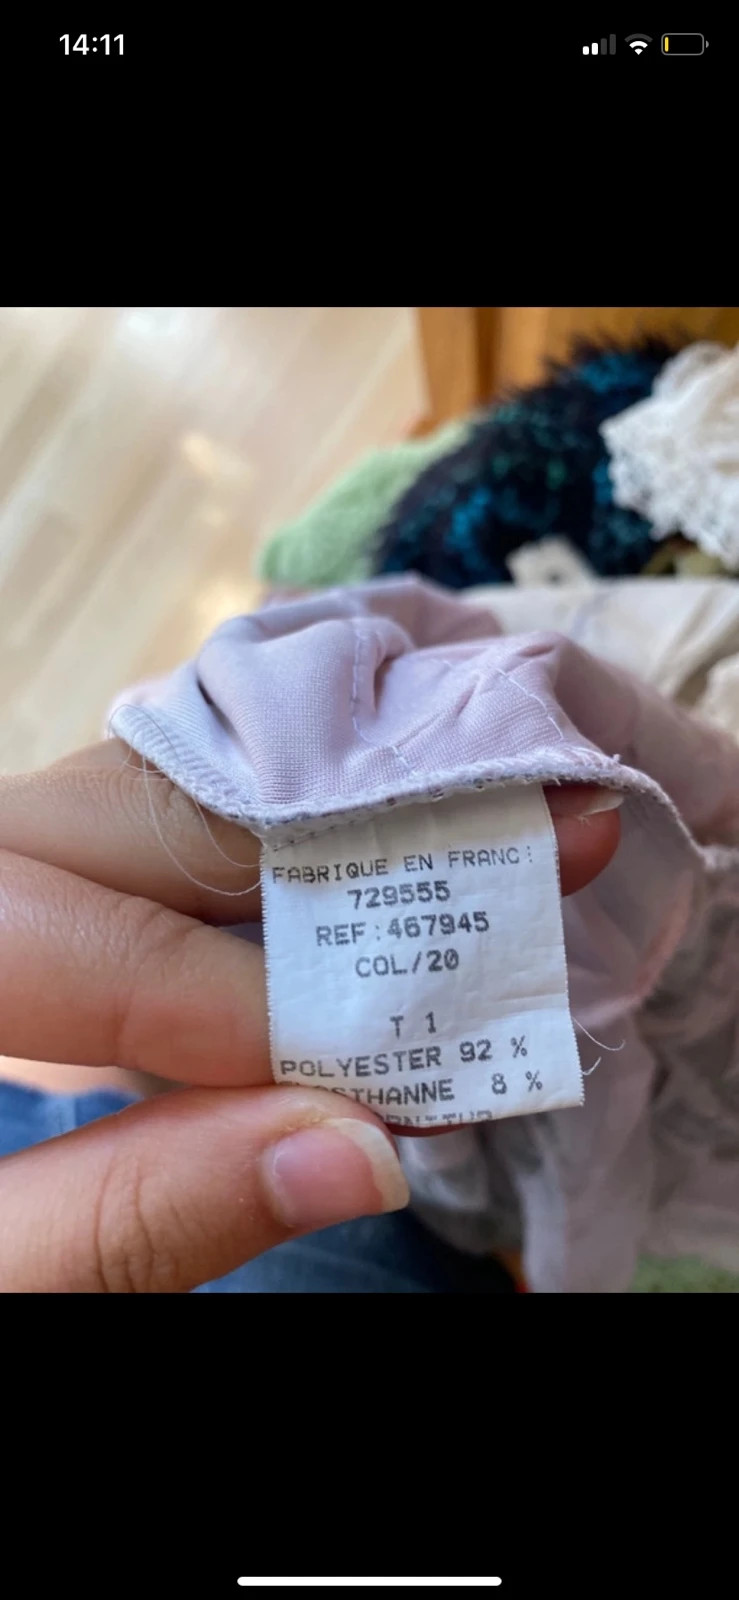 14:11
FABRIQUE EN FRANC
729555
REF:467945
COL/20
T 1
POLYESTER 92 %
8 %